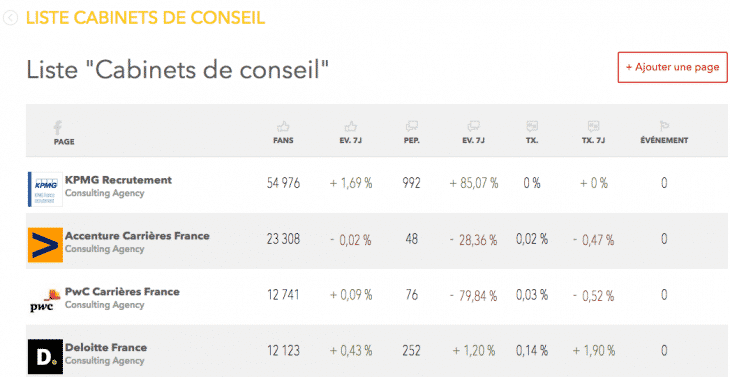 LISTE CABINETS DE CONSEIL
Liste "Cabinets de conseil"
+ Ajouter une page
PAGE FANS EV. 7J PEP. EV. 7J TX. TX. 7J ÉVÉNEMENT
KPMG
KPMG Recrutement 54 976 + 1,69 % 992 + 85,07 % 0 % + 0 % 0
Consulting Agency
Accenture Carrières France 23 308 - 0,02 % 48 - 28,36 % 0,02 % - 0,47 % 0
Consulting Agency
PwC Carrières France 12 741 + 0,09 % 76 - 79,84 % 0,03 % - 0,52 % 0
pwc Consulting Agency
D. Deloitte France 12 123 + 0,43 % 252 + 1,20 % 0,14 % + 1,90 % 0
Consulting Agency